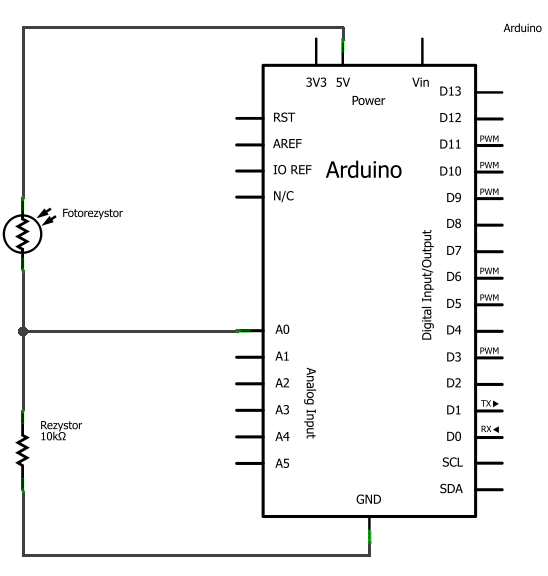 Arduino
3V3 5V Vin
Power
D13
RST
D12
AREF
D11 PWM
IO REF
Arduino
D10 PWM
N/C
D9 PWM
Fotorezystor
D8
D7
Digital Input/Output
D6 PWM
D5 PWM
A0
D4
A1
D3 PWM
A2
D2
Analog Input
A3
D1 TX
Rezystor
10kΩ
A4
D0 RX
A5
SCL
SDA
GND